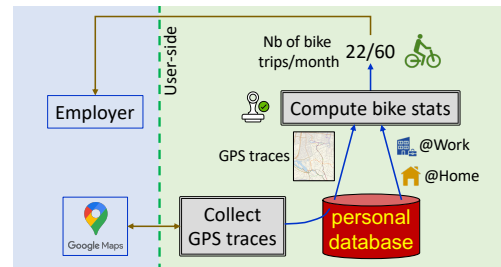 User-side
Nb of bike
trips/month
22/60
Employer
Compute bike stats
GPS traces
@Work
@Home
Google Maps
Collect
GPS traces
personal
database